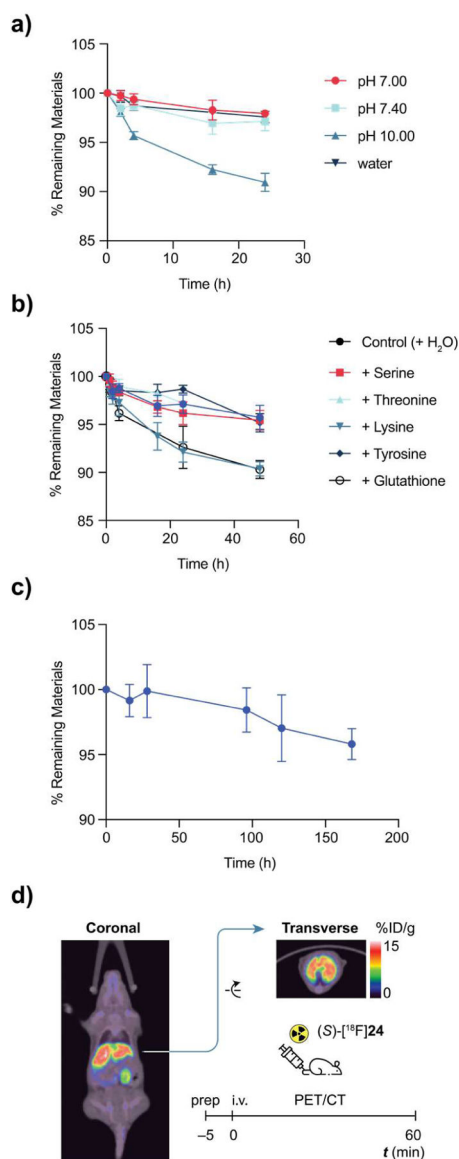 a)
105
100
95
90
85
0
10
20
30
% Remaining Materials
Time (h)
pH 7.00
pH 7.40
pH 10.00
water
b)
105
100
95
90
85
0
20
40
60
% Remaining Materials
Time (h)
Control (+ H₂O)
+ Serine
+ Threonine
+ Lysine
+ Tyrosine
+ Glutathione
c)
105
100
95
90
0
50
100
150
200
% Remaining Materials
Time (h)
d)
Coronal
Transverse
%ID/g
15
0
(S)-[¹⁸F]24
prep
i.v.
PET/CT
−5
0
60
t (min)